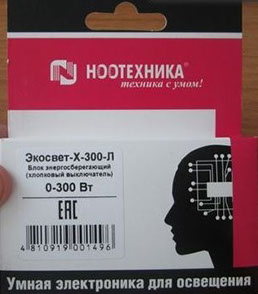 НООТЕХНИКА®
техника с умом!
Экосвет-Х-300-Л
Блок энергосберегающий
(хлопковый выключатель)
0-300 Вт
ЕАС
4810919001496
Умная электроника для освещения